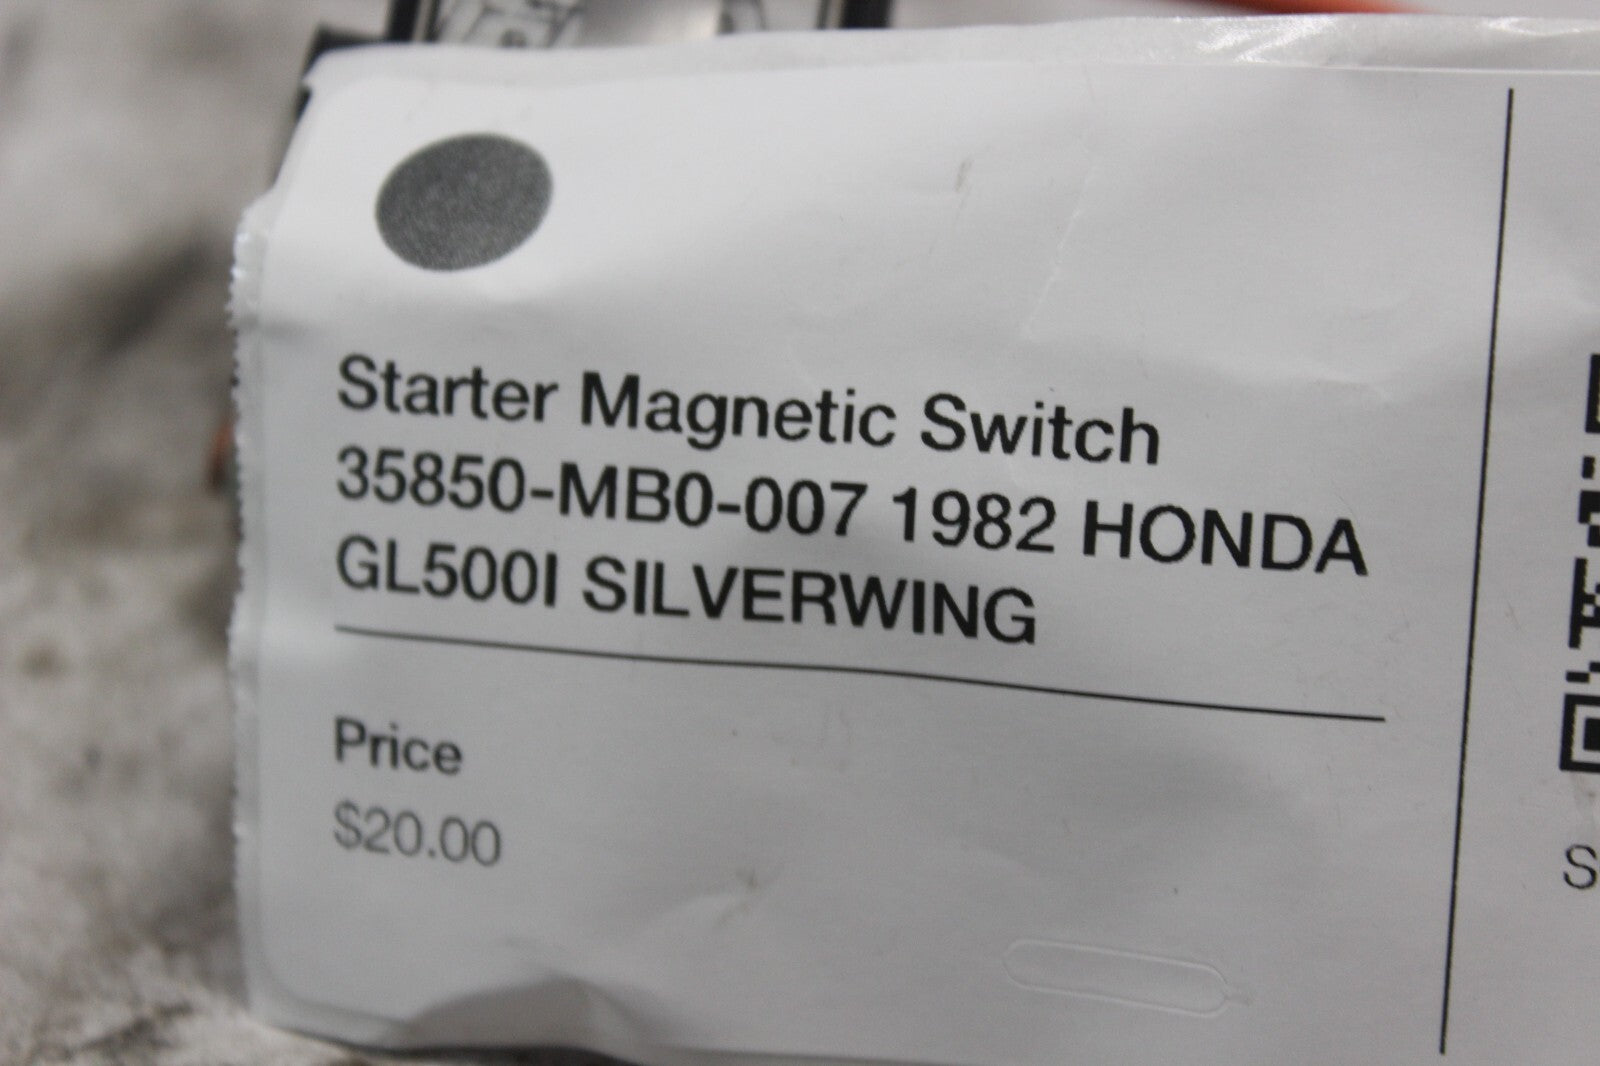 Starter Magnetic Switch
35850-MB0-007 1982 HONDA
GL500I SILVERWING
Price
$20.00
S